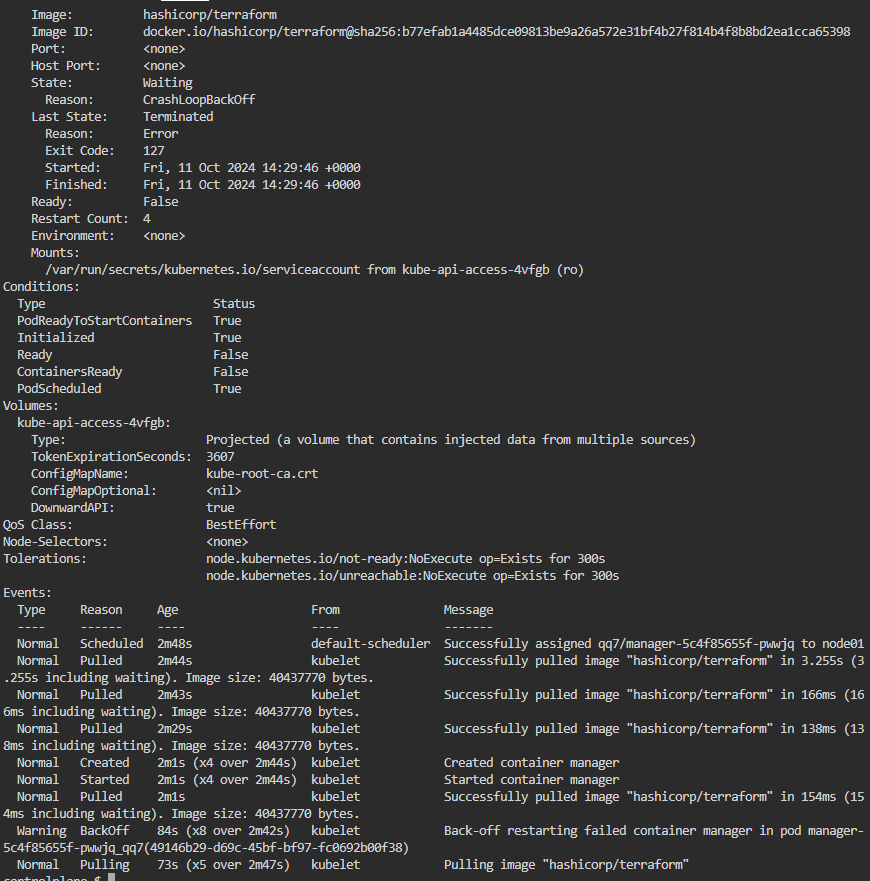 Image:          hashicorp/terraform
    Image ID:       docker.io/hashicorp/terraform@sha256:b77efab1a4485dce09813be9a26a572e31bf4b27f814b4f8b8bd2ea1cca65398
    Port:           <none>
    Host Port:      <none>
    State:          Waiting
      Reason:       CrashLoopBackOff
    Last State:     Terminated
      Reason:       Error
      Exit Code:    127
      Started:      Fri, 11 Oct 2024 14:29:46 +0000
      Finished:     Fri, 11 Oct 2024 14:29:46 +0000
    Ready:          False
    Restart Count:  4
    Environment:    <none>
    Mounts:
      /var/run/secrets/kubernetes.io/serviceaccount from kube-api-access-4vfgb (ro)
Conditions:
  Type                        Status
  PodReadyToStartContainers   True
  Initialized                 True
  Ready                       False
  ContainersReady             False
  PodScheduled                True
Volumes:
  kube-api-access-4vfgb:
    Type:                    Projected (a volume that contains injected data from multiple sources)
    TokenExpirationSeconds:  3607
    ConfigMapName:           kube-root-ca.crt
    ConfigMapOptional:       <nil>
    DownwardAPI:             true
QoS Class:                   BestEffort
Node-Selectors:              <none>
Tolerations:                 node.kubernetes.io/not-ready:NoExecute op=Exists for 300s
                             node.kubernetes.io/unreachable:NoExecute op=Exists for 300s
Events:
  Type     Reason     Age                   From               Message
  ----     ------     ----                  ----               -------
  Normal   Scheduled  2m48s                 default-scheduler  Successfully assigned qq7/manager-5c4f85655f-pwwjq to node01
  Normal   Pulled     2m44s                 kubelet            Successfully pulled image "hashicorp/terraform" in 3.255s (3
.255s including waiting). Image size: 40437770 bytes.
  Normal   Pulled     2m43s                 kubelet            Successfully pulled image "hashicorp/terraform" in 166ms (16
6ms including waiting). Image size: 40437770 bytes.
  Normal   Pulled     2m29s                 kubelet            Successfully pulled image "hashicorp/terraform" in 138ms (13
8ms including waiting). Image size: 40437770 bytes.
  Normal   Created    2m1s (x4 over 2m44s)  kubelet            Created container manager
  Normal   Started    2m1s (x4 over 2m44s)  kubelet            Started container manager
  Normal   Pulled     2m1s                  kubelet            Successfully pulled image "hashicorp/terraform" in 154ms (15
4ms including waiting). Image size: 40437770 bytes.
  Warning  BackOff    84s (x8 over 2m42s)   kubelet            Back-off restarting failed container manager in pod manager-
5c4f85655f-pwwjq_qq7(49146b29-d69c-45bf-bf97-fc0692b00f38)
  Normal   Pulling    73s (x5 over 2m47s)   kubelet            Pulling image "hashicorp/terraform"
controlplane $